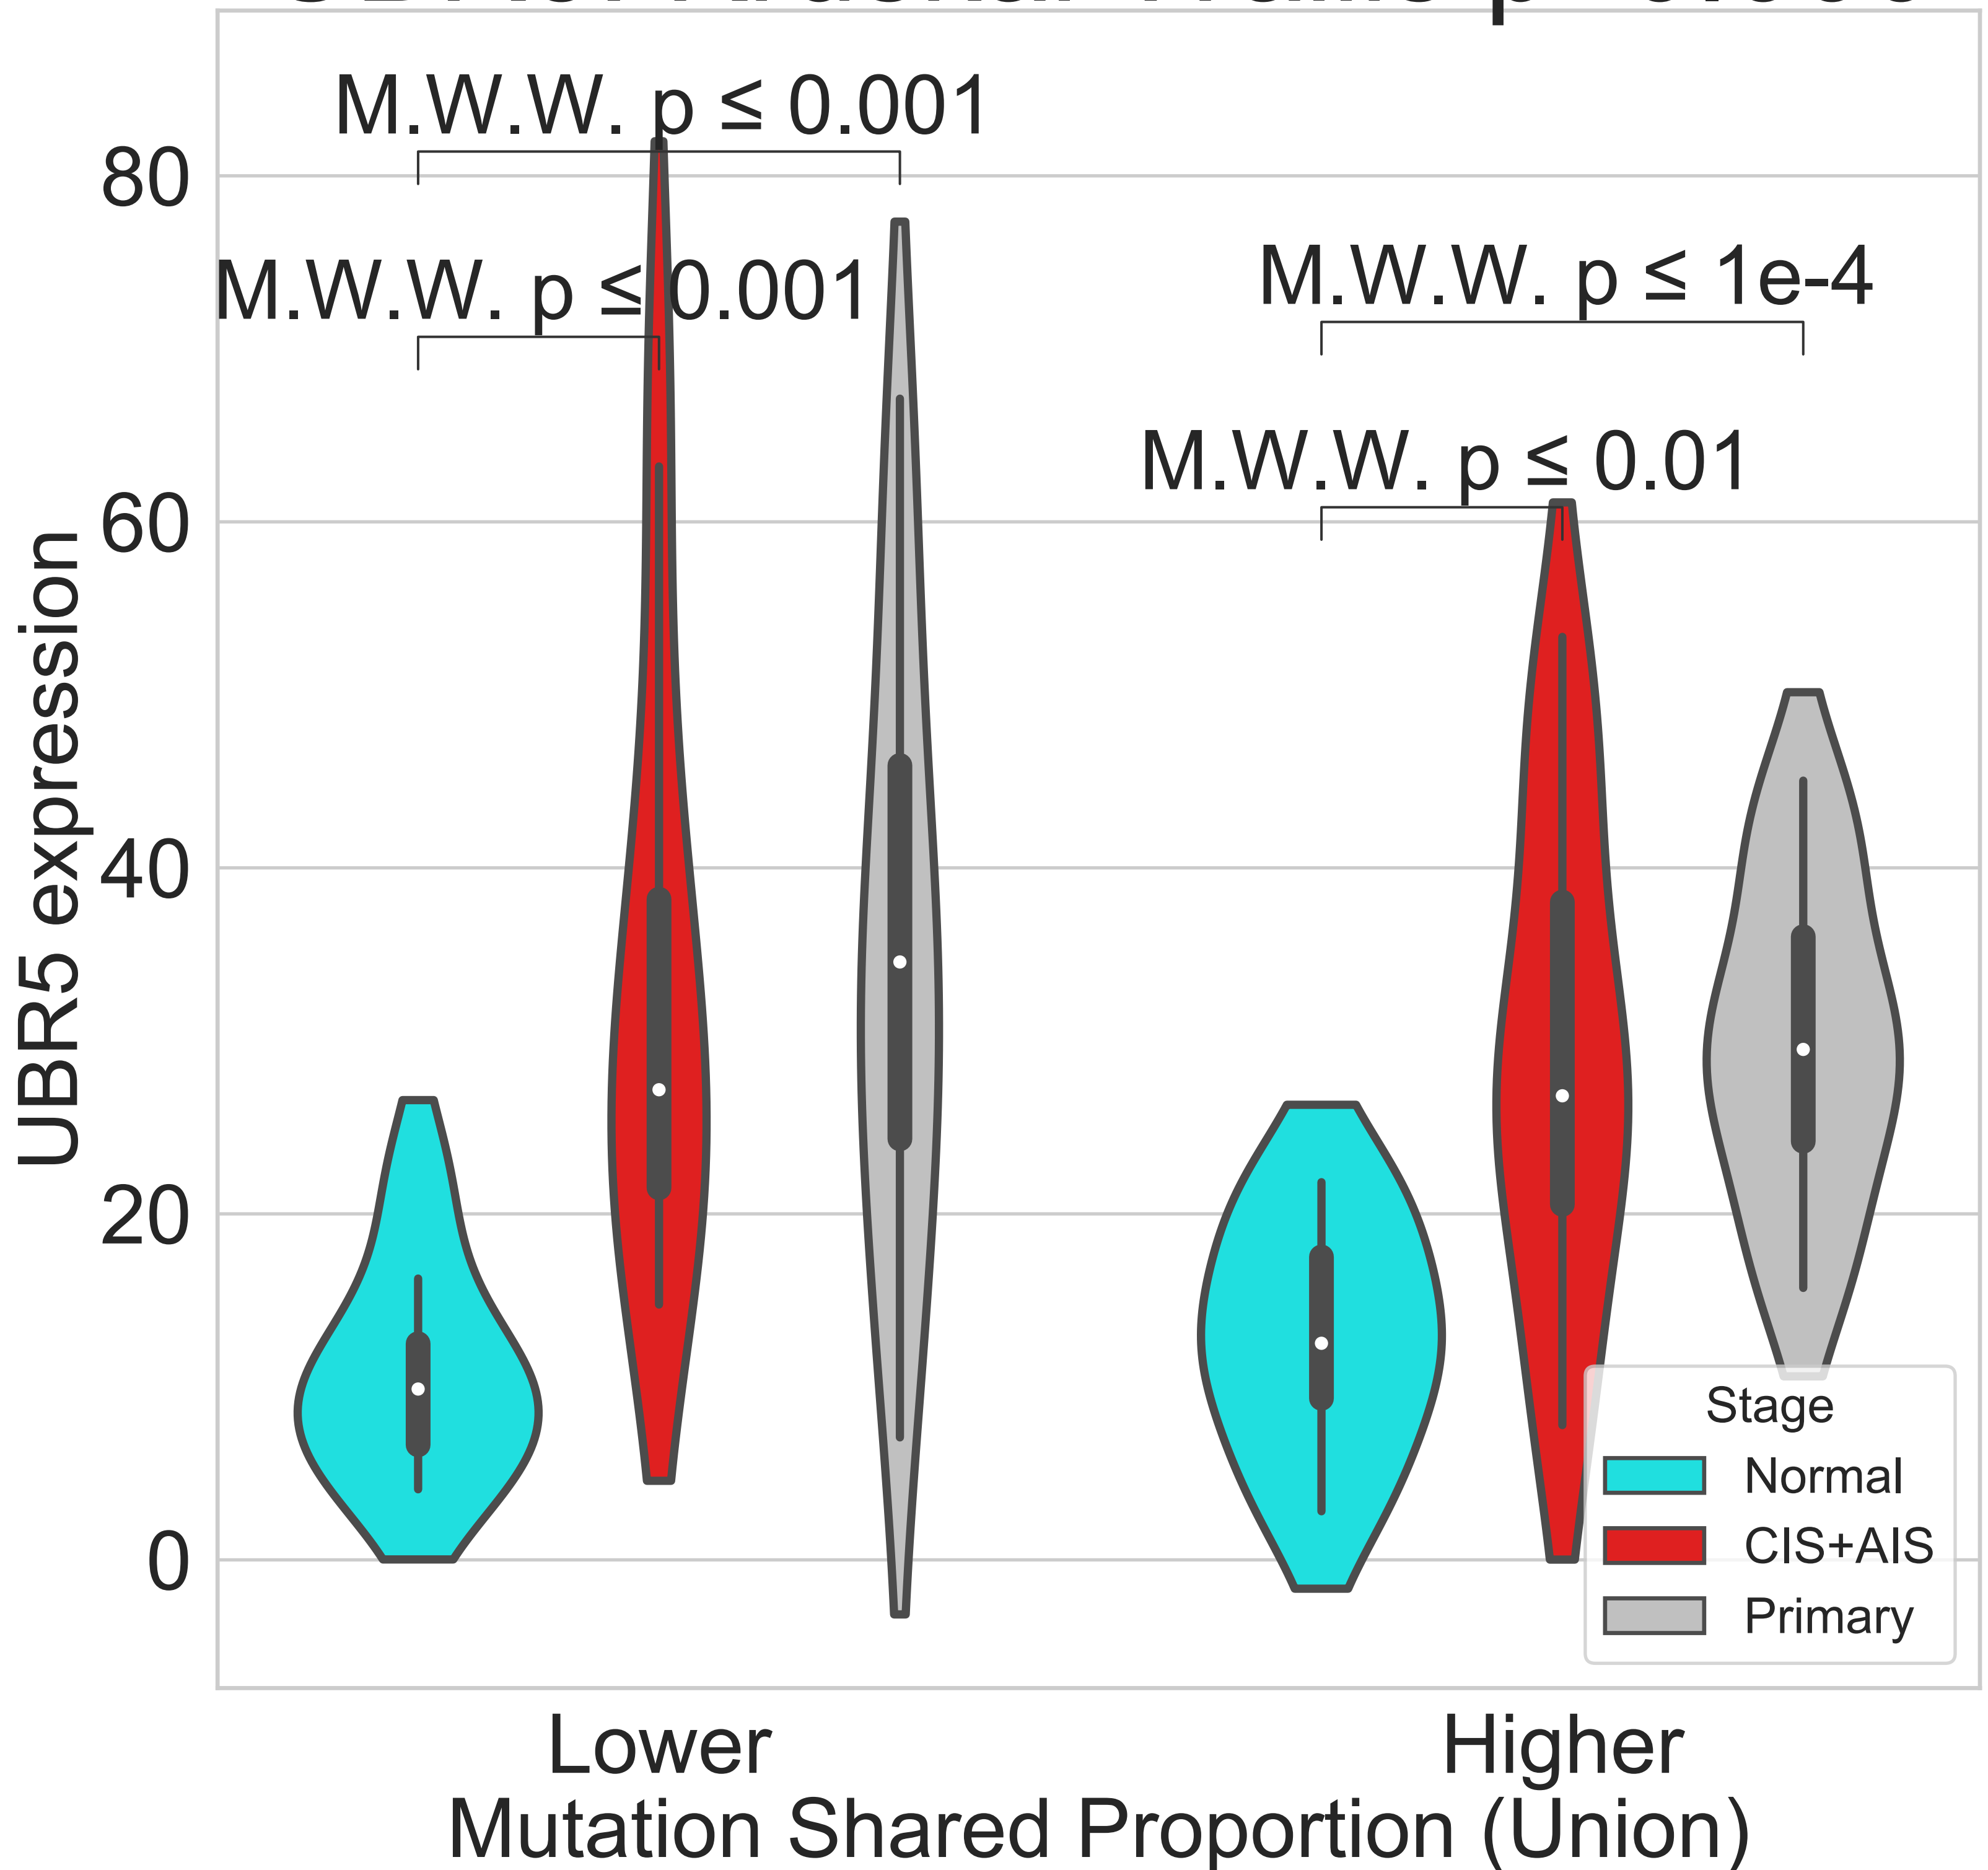 M.W.W. p ≤ 0.001
80
M.W.W. p ≤ 0.001
M.W.W. p ≤ 1e-4
M.W.W. p ≤ 0.01
60
UBR5 expression
40
20
0
Stage
Normal
CIS+AIS
Primary
Lower
Higher
Mutation Shared Proportion (Union)